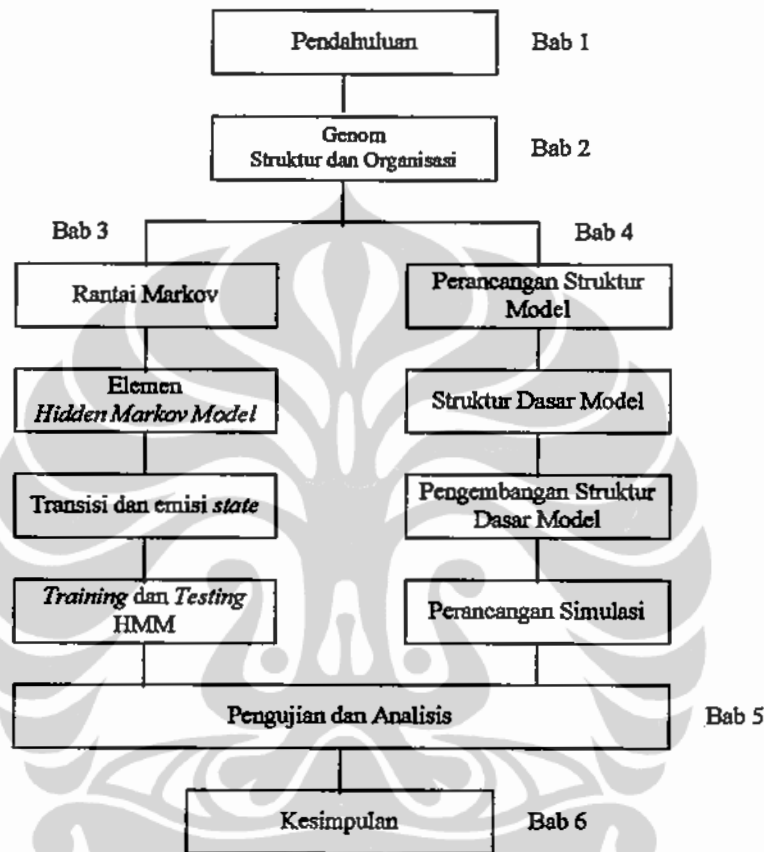 Pendahuluan
Bab 1
Genom
Struktur dan Organisasi
Bab 2
Bab 3
Bab 4
Rantai Markov
Perancangan Struktur
Model
Elemen
Hidden Markov Model
Struktur Dasar Model
Transisi dan emisi state
Pengembangan Struktur
Dasar Model
Training dan Testing
HMM
Perancangan Simulasi
Pengujian dan Analisis
Bab 5
Kesimpulan
Bab 6